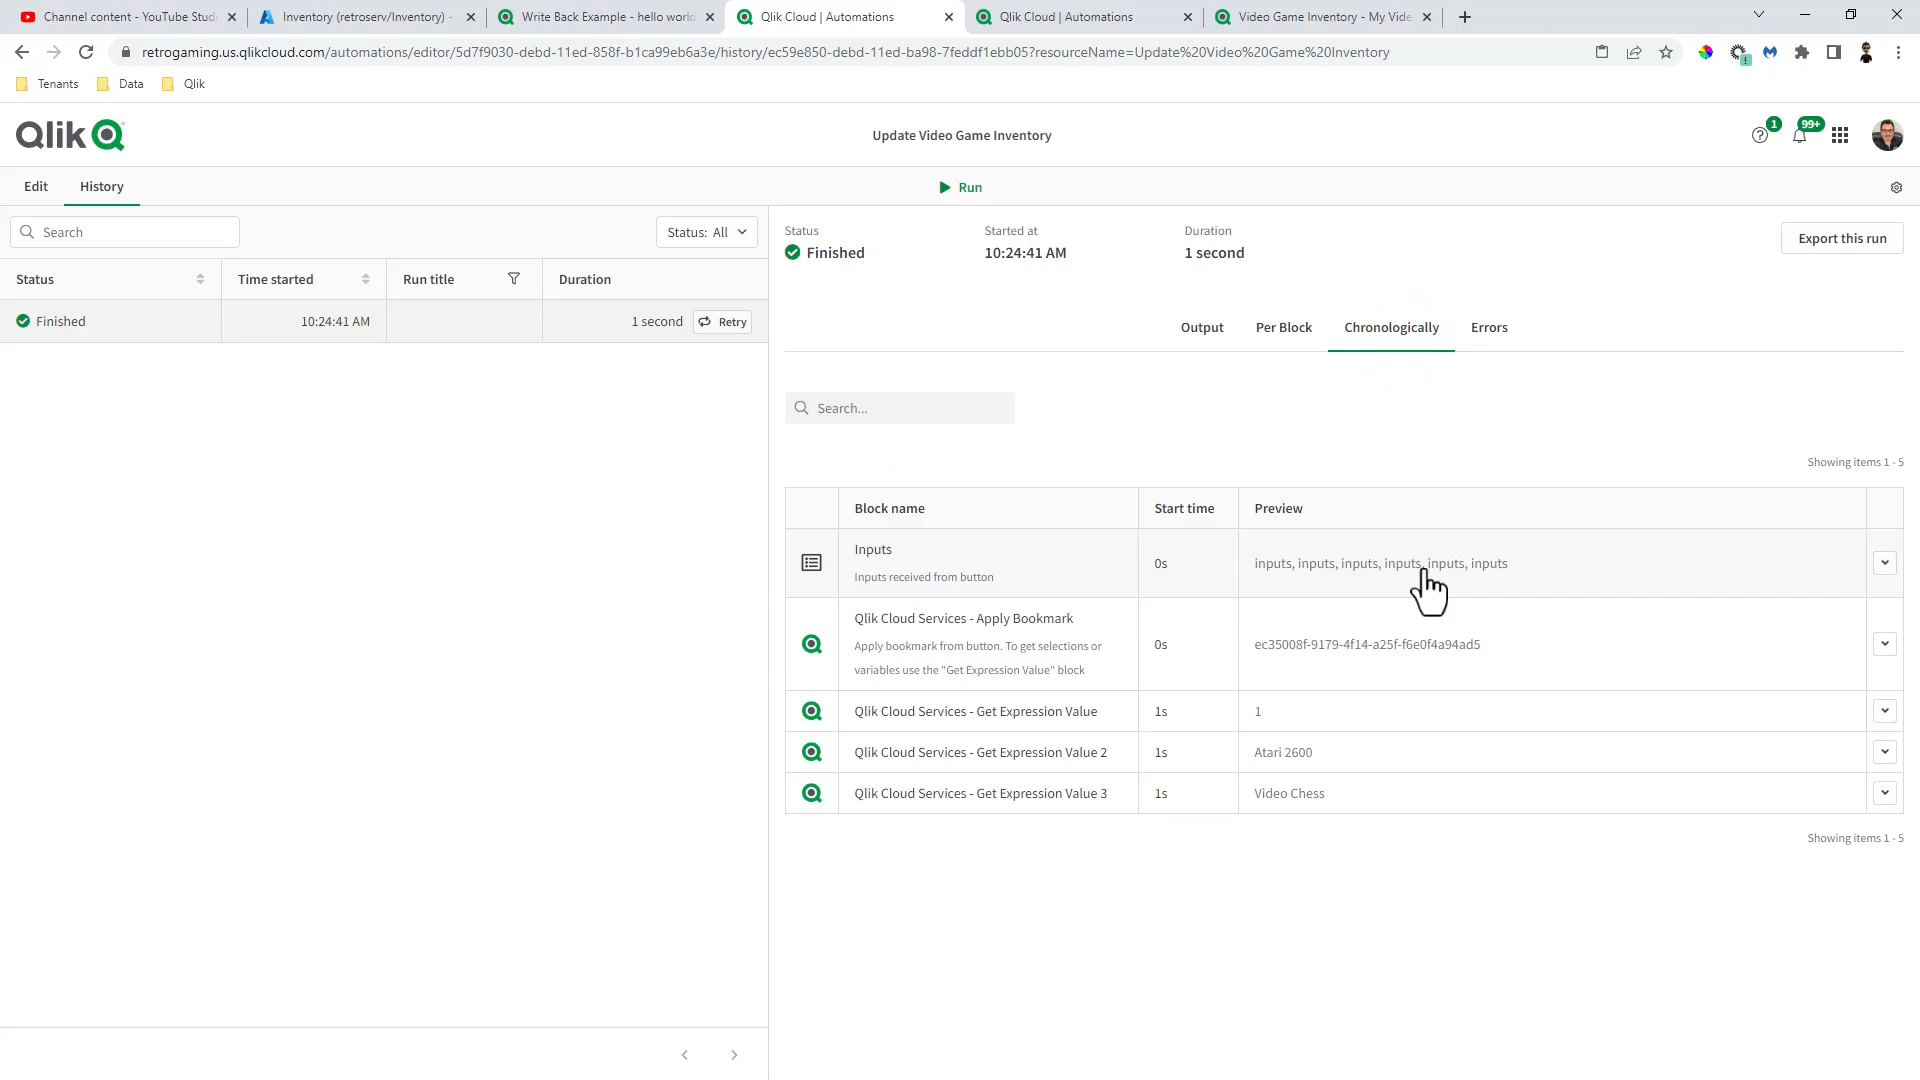 Channel content - YouTube Studi
Inventory (retroserv/Inventory) -
Write Back Example - hello world
Qlik Cloud | Automations
Qlik Cloud | Automations
Video Game Inventory - My Vide
retrogaming.us.qlikcloud.com/automations/editor/5d7f9030-debd-11ed-858f-b1ca99eb6a3e/history/ec59e850-debd-11ed-ba98-7feddf1ebb05?resourceName=Update%20Video%20Game%20Inventory
Tenants
Data
Qlik
Qlik
Update Video Game Inventory
1
99+
Edit
History
Run
Search
Status: All
Status
Time started
Run title
Duration
Finished
10:24:41 AM
1 second
Retry
Status
Started at
Duration
Finished
10:24:41 AM
1 second
Export this run
Output
Per Block
Chronologically
Errors
Search...
Showing items 1 - 5
Block name
Start time
Preview
Inputs
Inputs received from button
0s
inputs, inputs, inputs, inputs, inputs, inputs
Qlik Cloud Services - Apply Bookmark
Apply bookmark from button. To get selections or
variables use the "Get Expression Value" block
0s
ec35008f-9179-4f14-a25f-f6e0f4a94ad5
Qlik Cloud Services - Get Expression Value
1s
1
Qlik Cloud Services - Get Expression Value 2
1s
Atari 2600
Qlik Cloud Services - Get Expression Value 3
1s
Video Chess
Showing items 1 - 5